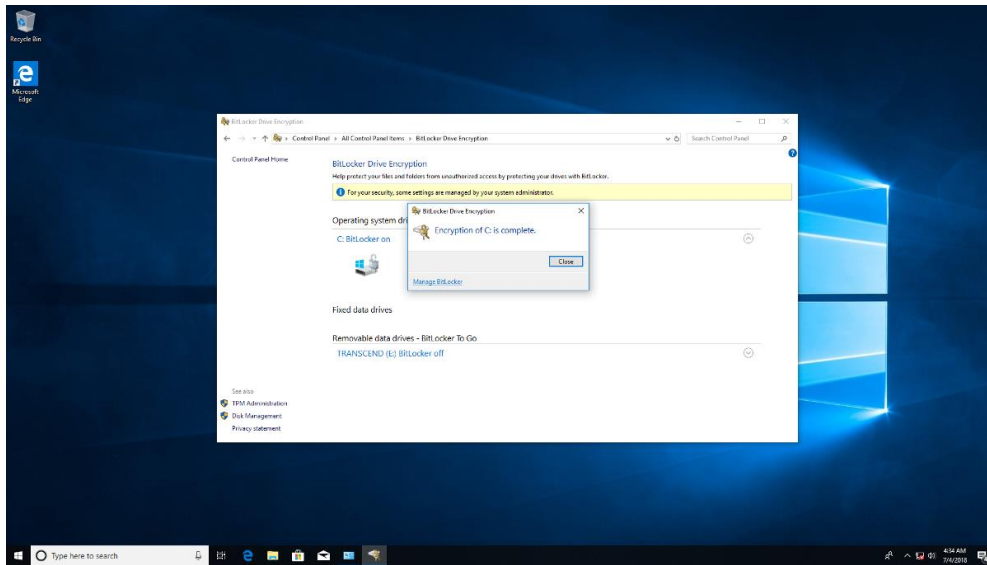 Recycle Bin
Microsoft
Edge
BitLocker Drive Encryption
Control Panel › All Control Panel Items › BitLocker Drive Encryption
Search Control Panel
Control Panel Home
BitLocker Drive Encryption
Help protect your files and folders from unauthorized access by protecting your drives with BitLocker.
For your security, some settings are managed by your system administrator.
Operating system dri
C: BitLocker on
BitLocker Drive Encryption
Encryption of C: is complete.
Close
Manage BitLocker
Fixed data drives
Removable data drives - BitLocker To Go
TRANSCEND (E:) BitLocker off
See also
TPM Administration
Disk Management
Privacy statement
Type here to search
4:34 AM
7/4/2018